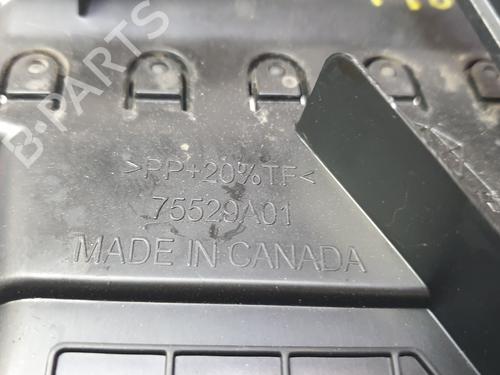 B-PARTS
>PP+20%TF<
75529A01
MADE IN CANADA